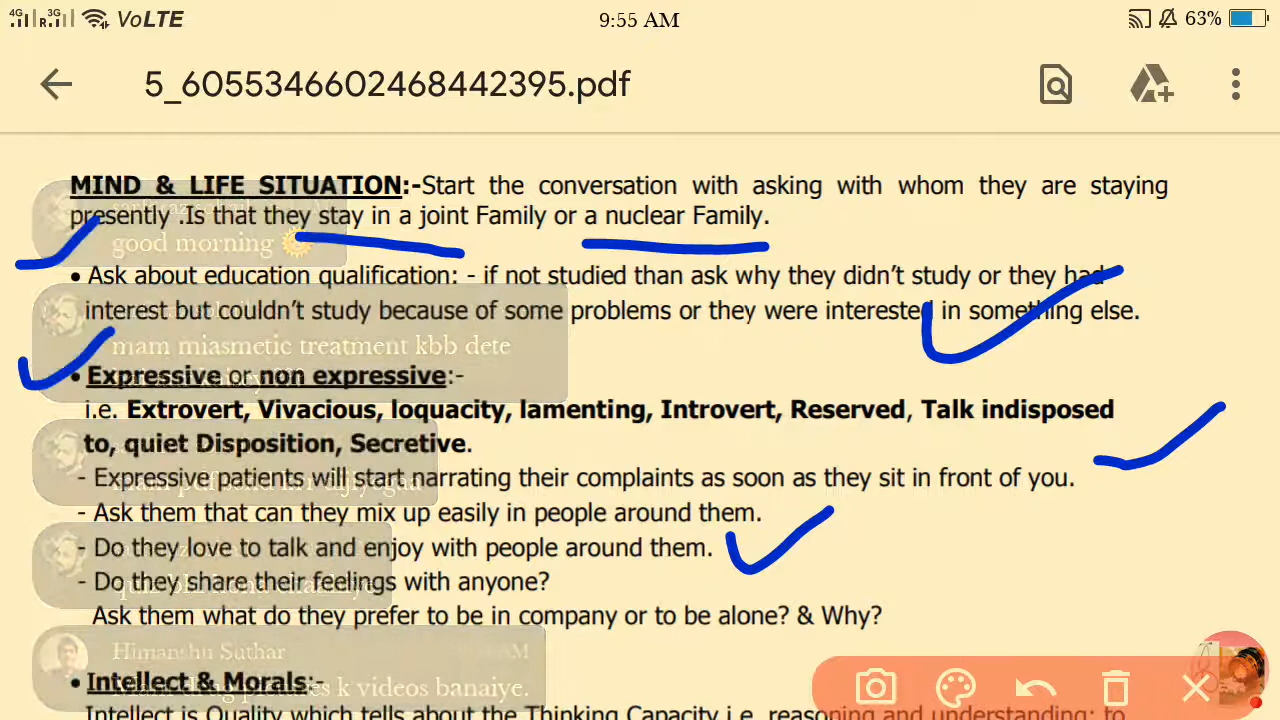 4G R 3G VoLTE 9:55 AM 63%
5_6055346602468442395.pdf
MIND & LIFE SITUATION:-Start the conversation with asking with whom they are staying
presently .Is that they stay in a joint Family or a nuclear Family.
good morning
• Ask about education qualification: - if not studied than ask why they didn't study or they had
interest but couldn't study because of some problems or they were interested in something else.
mam miasmetic treatment kbb dete
• Expressive or non expressive:-
i.e. Extrovert, Vivacious, loquacity, lamenting, Introvert, Reserved, Talk indisposed
to, quiet Disposition, Secretive.
- Expressive patients will start narrating their complaints as soon as they sit in front of you.
- Ask them that can they mix up easily in people around them.
- Do they love to talk and enjoy with people around them.
- Do they share their feelings with anyone?
Ask them what do they prefer to be in company or to be alone? & Why?
Himanshu Suthar
• Intellect & Morals:-
k videos banaiye.
Intellect is Quality which tells about the Thinking Capacity i.e. reasoning and understanding; to